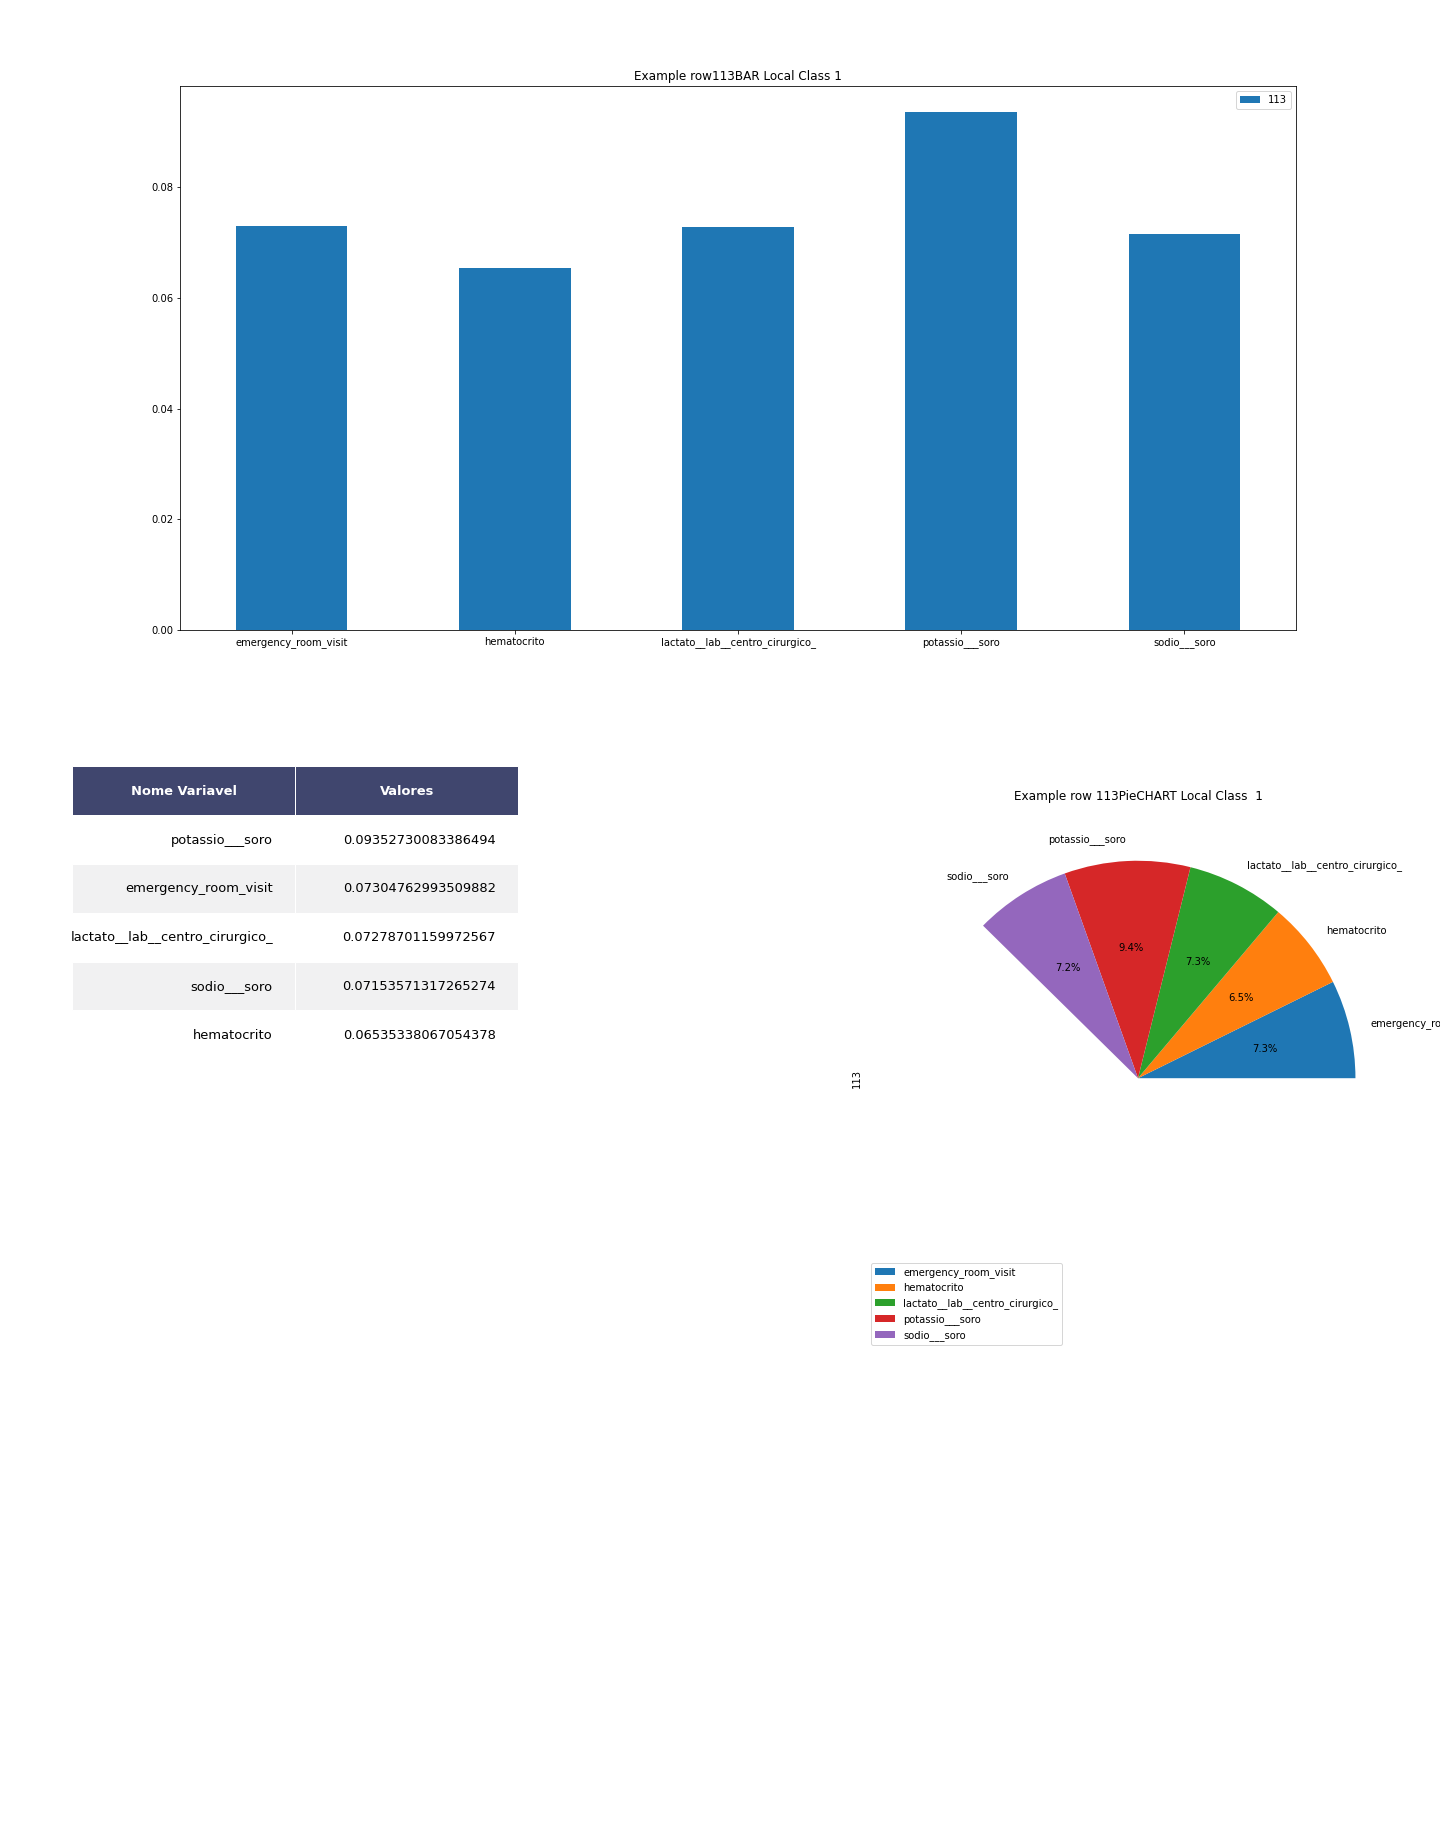 Example row113BAR Local Class 1
113
0.08
0.06
0.04
0.02
0.00
emergency_room_visit hematocrito lactato__lab__centro_cirurgico_ potassio___soro sodio___soro
Nome Variavel Valores
potassio___soro 0.09352730083386494
emergency_room_visit 0.07304762993509882
lactato__lab__centro_cirurgico_ 0.07278701159972567
sodio___soro 0.07153571317265274
hematocrito 0.06535338067054378
Example row 113PieCHART Local Class  1
potassio___soro
lactato__lab__centro_cirurgico_
sodio___soro
hematocrito
9.4%
7.3%
7.2%
6.5%
emergency_ro
7.3%
113
emergency_room_visit
hematocrito
lactato__lab__centro_cirurgico_
potassio___soro
sodio___soro